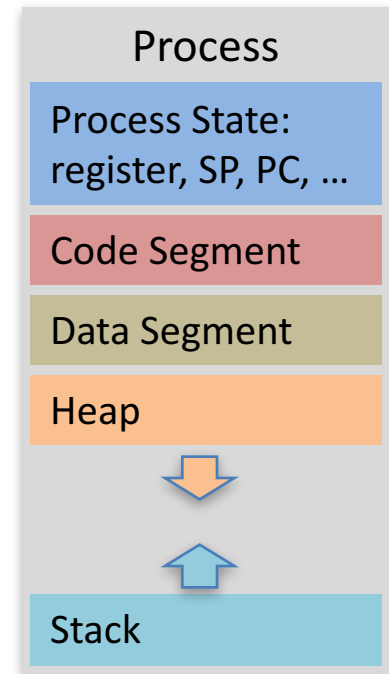 Process
Process State:
register, SP, PC, …
Code Segment
Data Segment
Heap
Stack